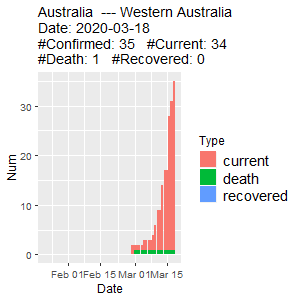 Australia  --- Western Australia
Date: 2020-03-18
#Confirmed: 35   #Current: 34
#Death: 1   #Recovered: 0
30
20
10
0
Num
Feb 01 Feb 15 Mar 01 Mar 15
Date
Type
current
death
recovered